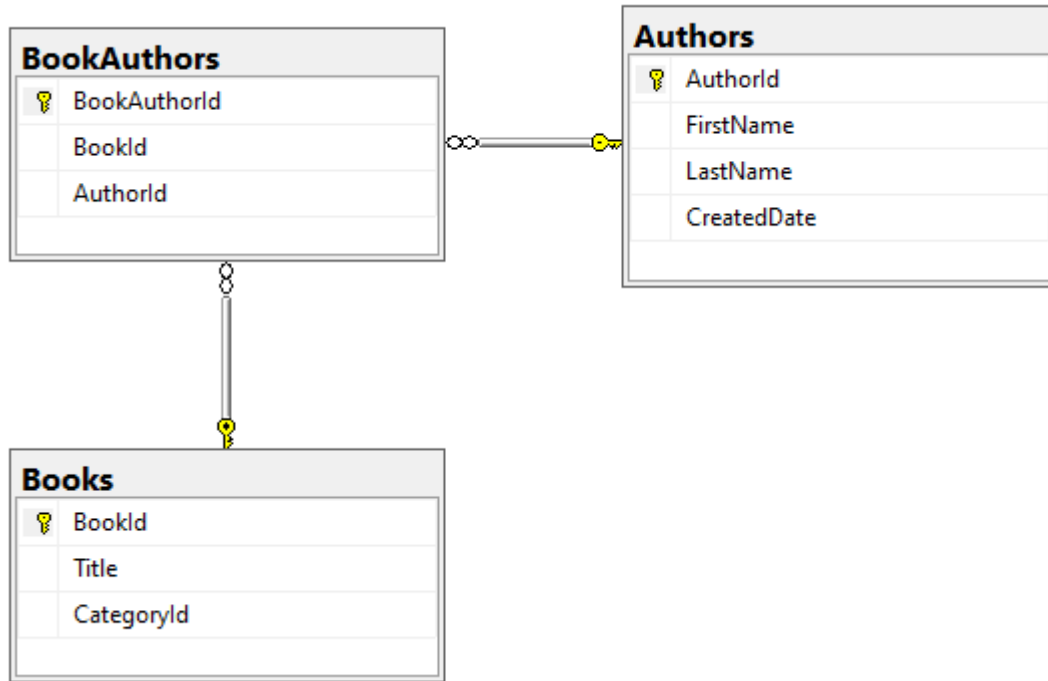 BookAuthors
BookAuthorId
BookId
AuthorId
Authors
AuthorId
FirstName
LastName
CreatedDate
Books
BookId
Title
CategoryId